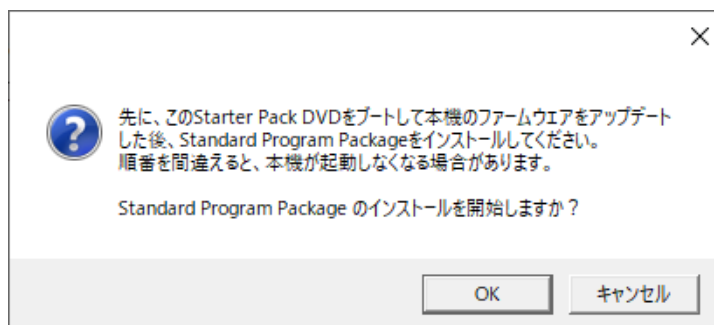 先に、このStarter Pack DVDをブートして本機のファームウェアをアップデート
した後、Standard Program Packageをインストールしてください。
順番を間違えると、本機が起動しなくなる場合があります。
Standard Program Package のインストールを開始しますか？
OK
キャンセル